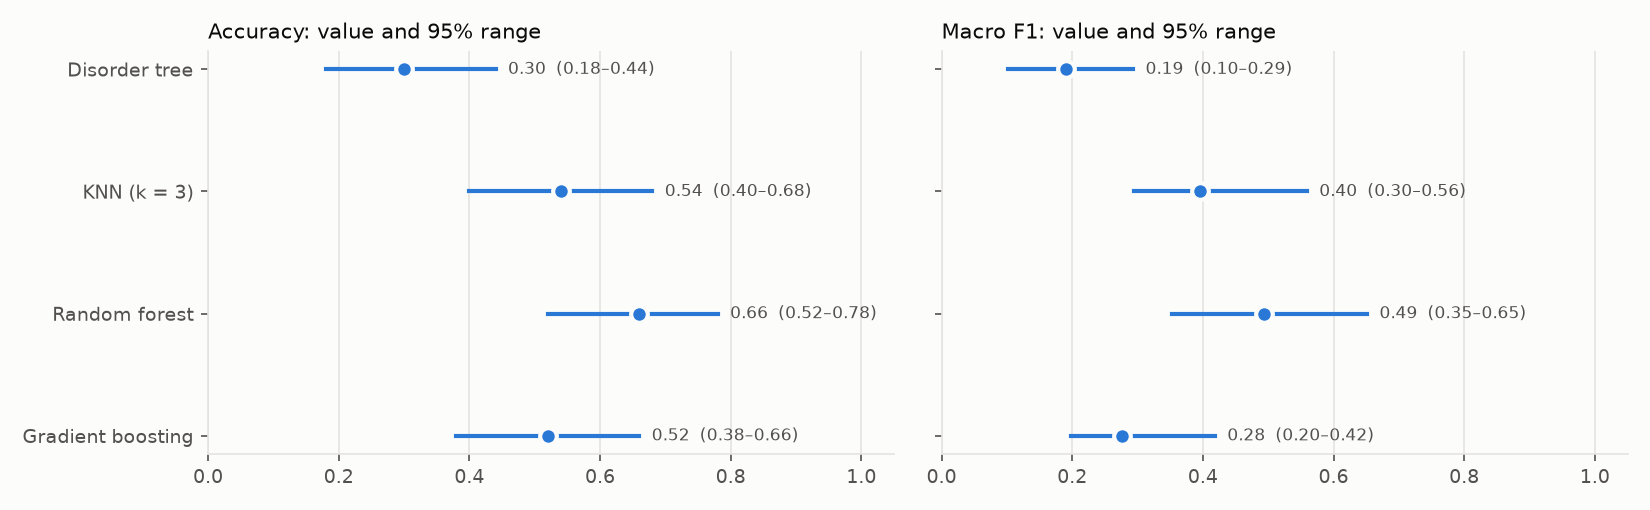 Accuracy: value and 95% range
Disorder tree
0.30 (0.18–0.44)
KNN (k = 3)
0.54 (0.40–0.68)
Random forest
0.66 (0.52–0.78)
Gradient boosting
0.52 (0.38–0.66)
0.0 0.2 0.4 0.6 0.8 1.0
Macro F1: value and 95% range
0.19 (0.10–0.29)
0.40 (0.30–0.56)
0.49 (0.35–0.65)
0.28 (0.20–0.42)
0.0 0.2 0.4 0.6 0.8 1.0